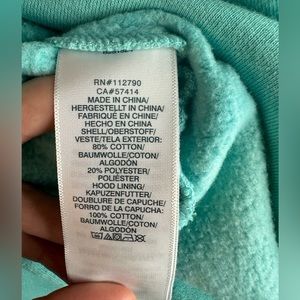 RN#112790
CA#57414
MADE IN CHINA/
HERGESTELLT IN CHINA/
FABRIQUÉ EN CHINE/
HECHO EN CHINA
SHELL/OBERSTOFF/
VESTE/TELA EXTERIOR:
80% COTTON/
BAUMWOLLE/COTON/
ALGODÓN
20% POLYESTER/
POLIÉSTER
HOOD LINING/
KAPUZENFUTTER/
DOUBLURE DE CAPUCHE/
FORRO DE LA CAPUCHA:
100% COTTON/
BAUMWOLLE/COTON/
ALGODÓN